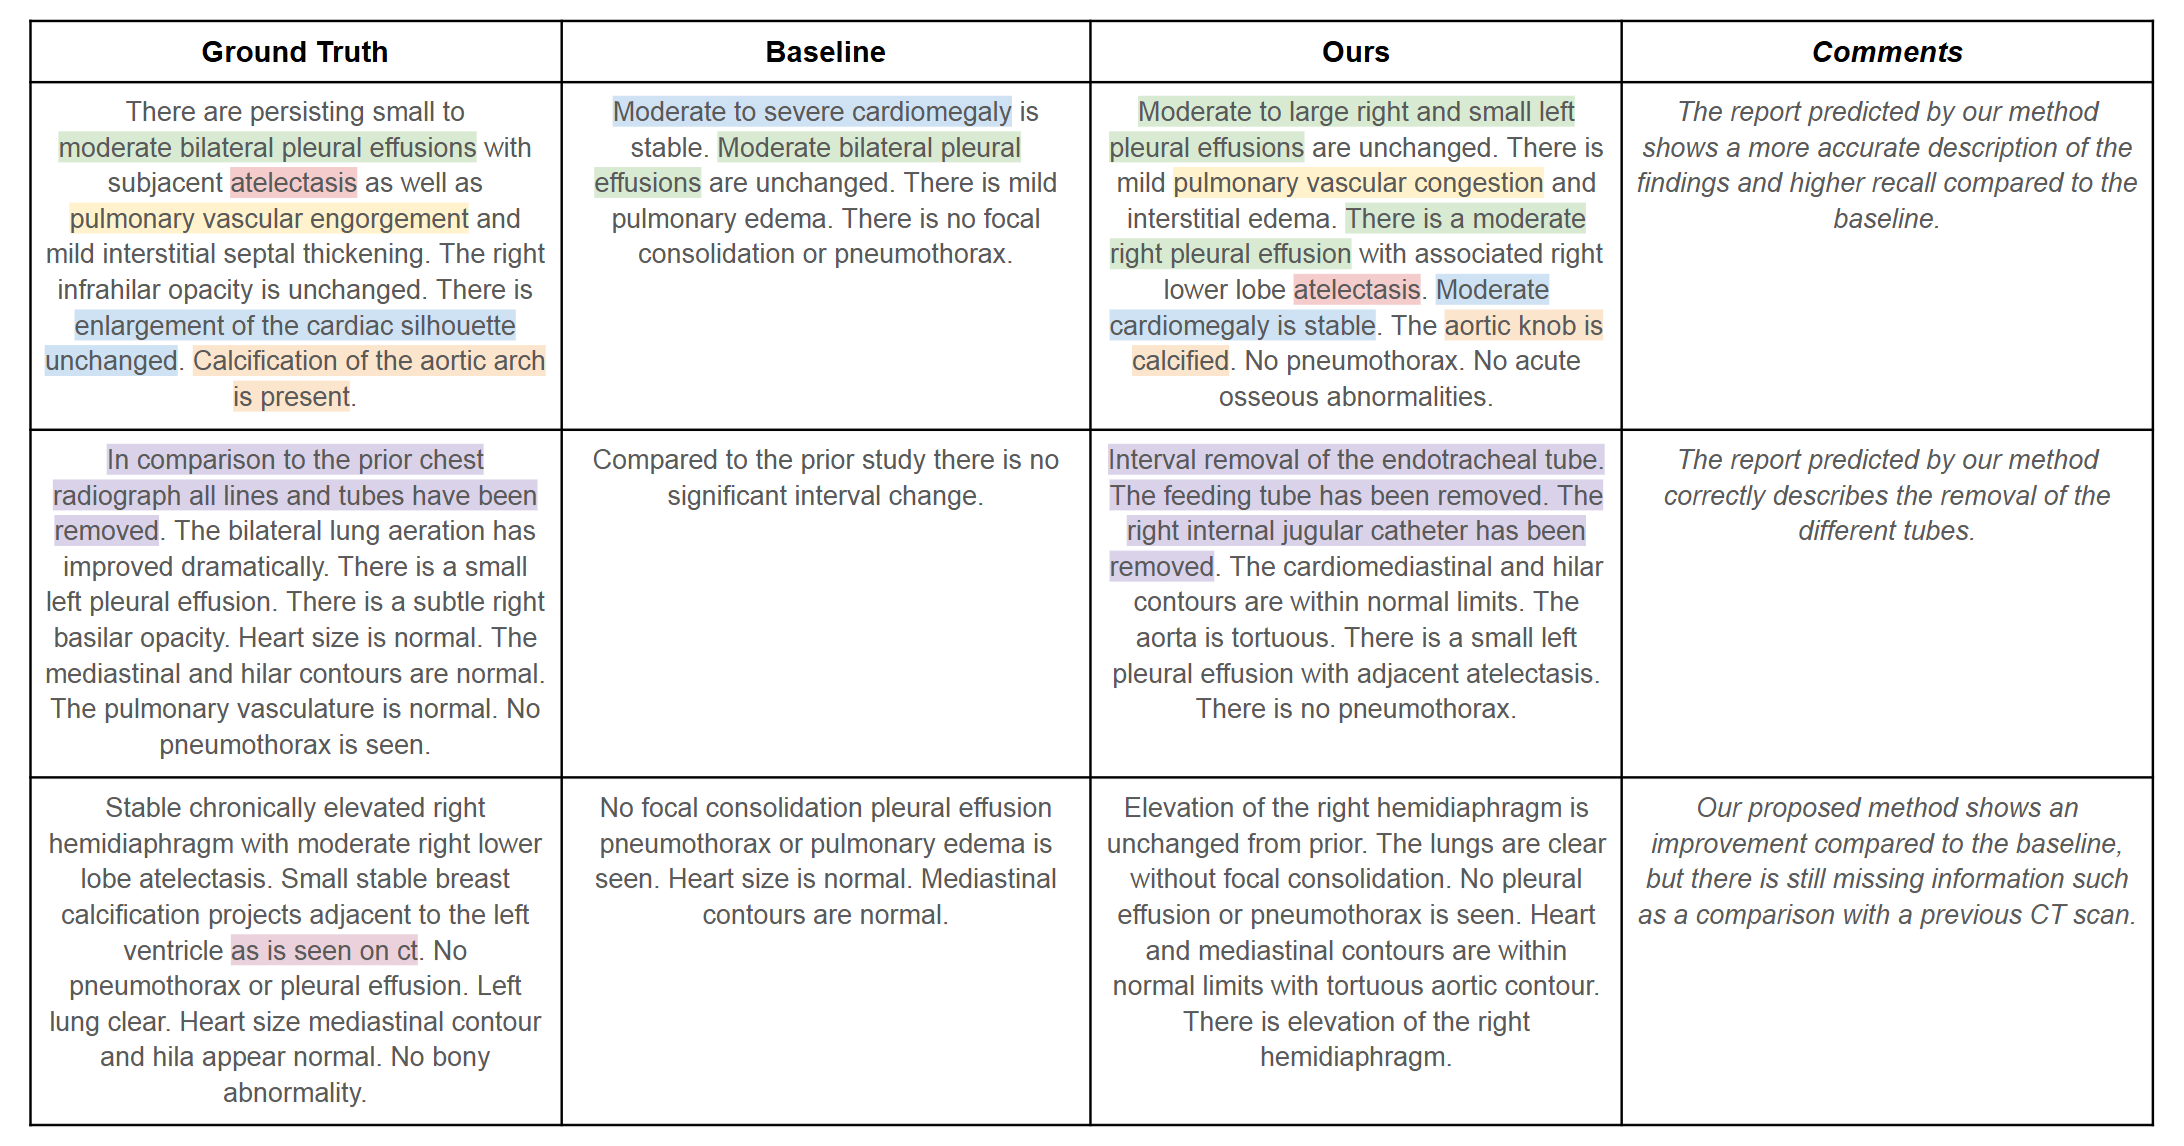 Ground Truth
Baseline
Ours
Comments
There are persisting small to
moderate bilateral pleural effusions with
subjacent atelectasis as well as
pulmonary vascular engorgement and
mild interstitial septal thickening. The right
infrahilar opacity is unchanged. There is
enlargement of the cardiac silhouette
unchanged. Calcification of the aortic arch
is present.
Moderate to severe cardiomegaly is
stable. Moderate bilateral pleural
effusions are unchanged. There is mild
pulmonary edema. There is no focal
consolidation or pneumothorax.
Moderate to large right and small left
pleural effusions are unchanged. There is
mild pulmonary vascular congestion and
interstitial edema. There is a moderate
right pleural effusion with associated right
lower lobe atelectasis. Moderate
cardiomegaly is stable. The aortic knob is
calcified. No pneumothorax. No acute
osseous abnormalities.
The report predicted by our method
shows a more accurate description of the
findings and higher recall compared to the
baseline.
In comparison to the prior chest
radiograph all lines and tubes have been
removed. The bilateral lung aeration has
improved dramatically. There is a small
left pleural effusion. There is a subtle right
basilar opacity. Heart size is normal. The
mediastinal and hilar contours are normal.
The pulmonary vasculature is normal. No
pneumothorax is seen.
Compared to the prior study there is no
significant interval change.
Interval removal of the endotracheal tube.
The feeding tube has been removed. The
right internal jugular catheter has been
removed. The cardiomediastinal and hilar
contours are within normal limits. The
aorta is tortuous. There is a small left
pleural effusion with adjacent atelectasis.
There is no pneumothorax.
The report predicted by our method
correctly describes the removal of the
different tubes.
Stable chronically elevated right
hemidiaphragm with moderate right lower
lobe atelectasis. Small stable breast
calcification projects adjacent to the left
ventricle as is seen on ct. No
pneumothorax or pleural effusion. Left
lung clear. Heart size mediastinal contour
and hila appear normal. No bony
abnormality.
No focal consolidation pleural effusion
pneumothorax or pulmonary edema is
seen. Heart size is normal. Mediastinal
contours are normal.
Elevation of the right hemidiaphragm is
unchanged from prior. The lungs are clear
without focal consolidation. No pleural
effusion or pneumothorax is seen. Heart
and mediastinal contours are within
normal limits with tortuous aortic contour.
There is elevation of the right
hemidiaphragm.
Our proposed method shows an
improvement compared to the baseline,
but there is still missing information such
as a comparison with a previous CT scan.